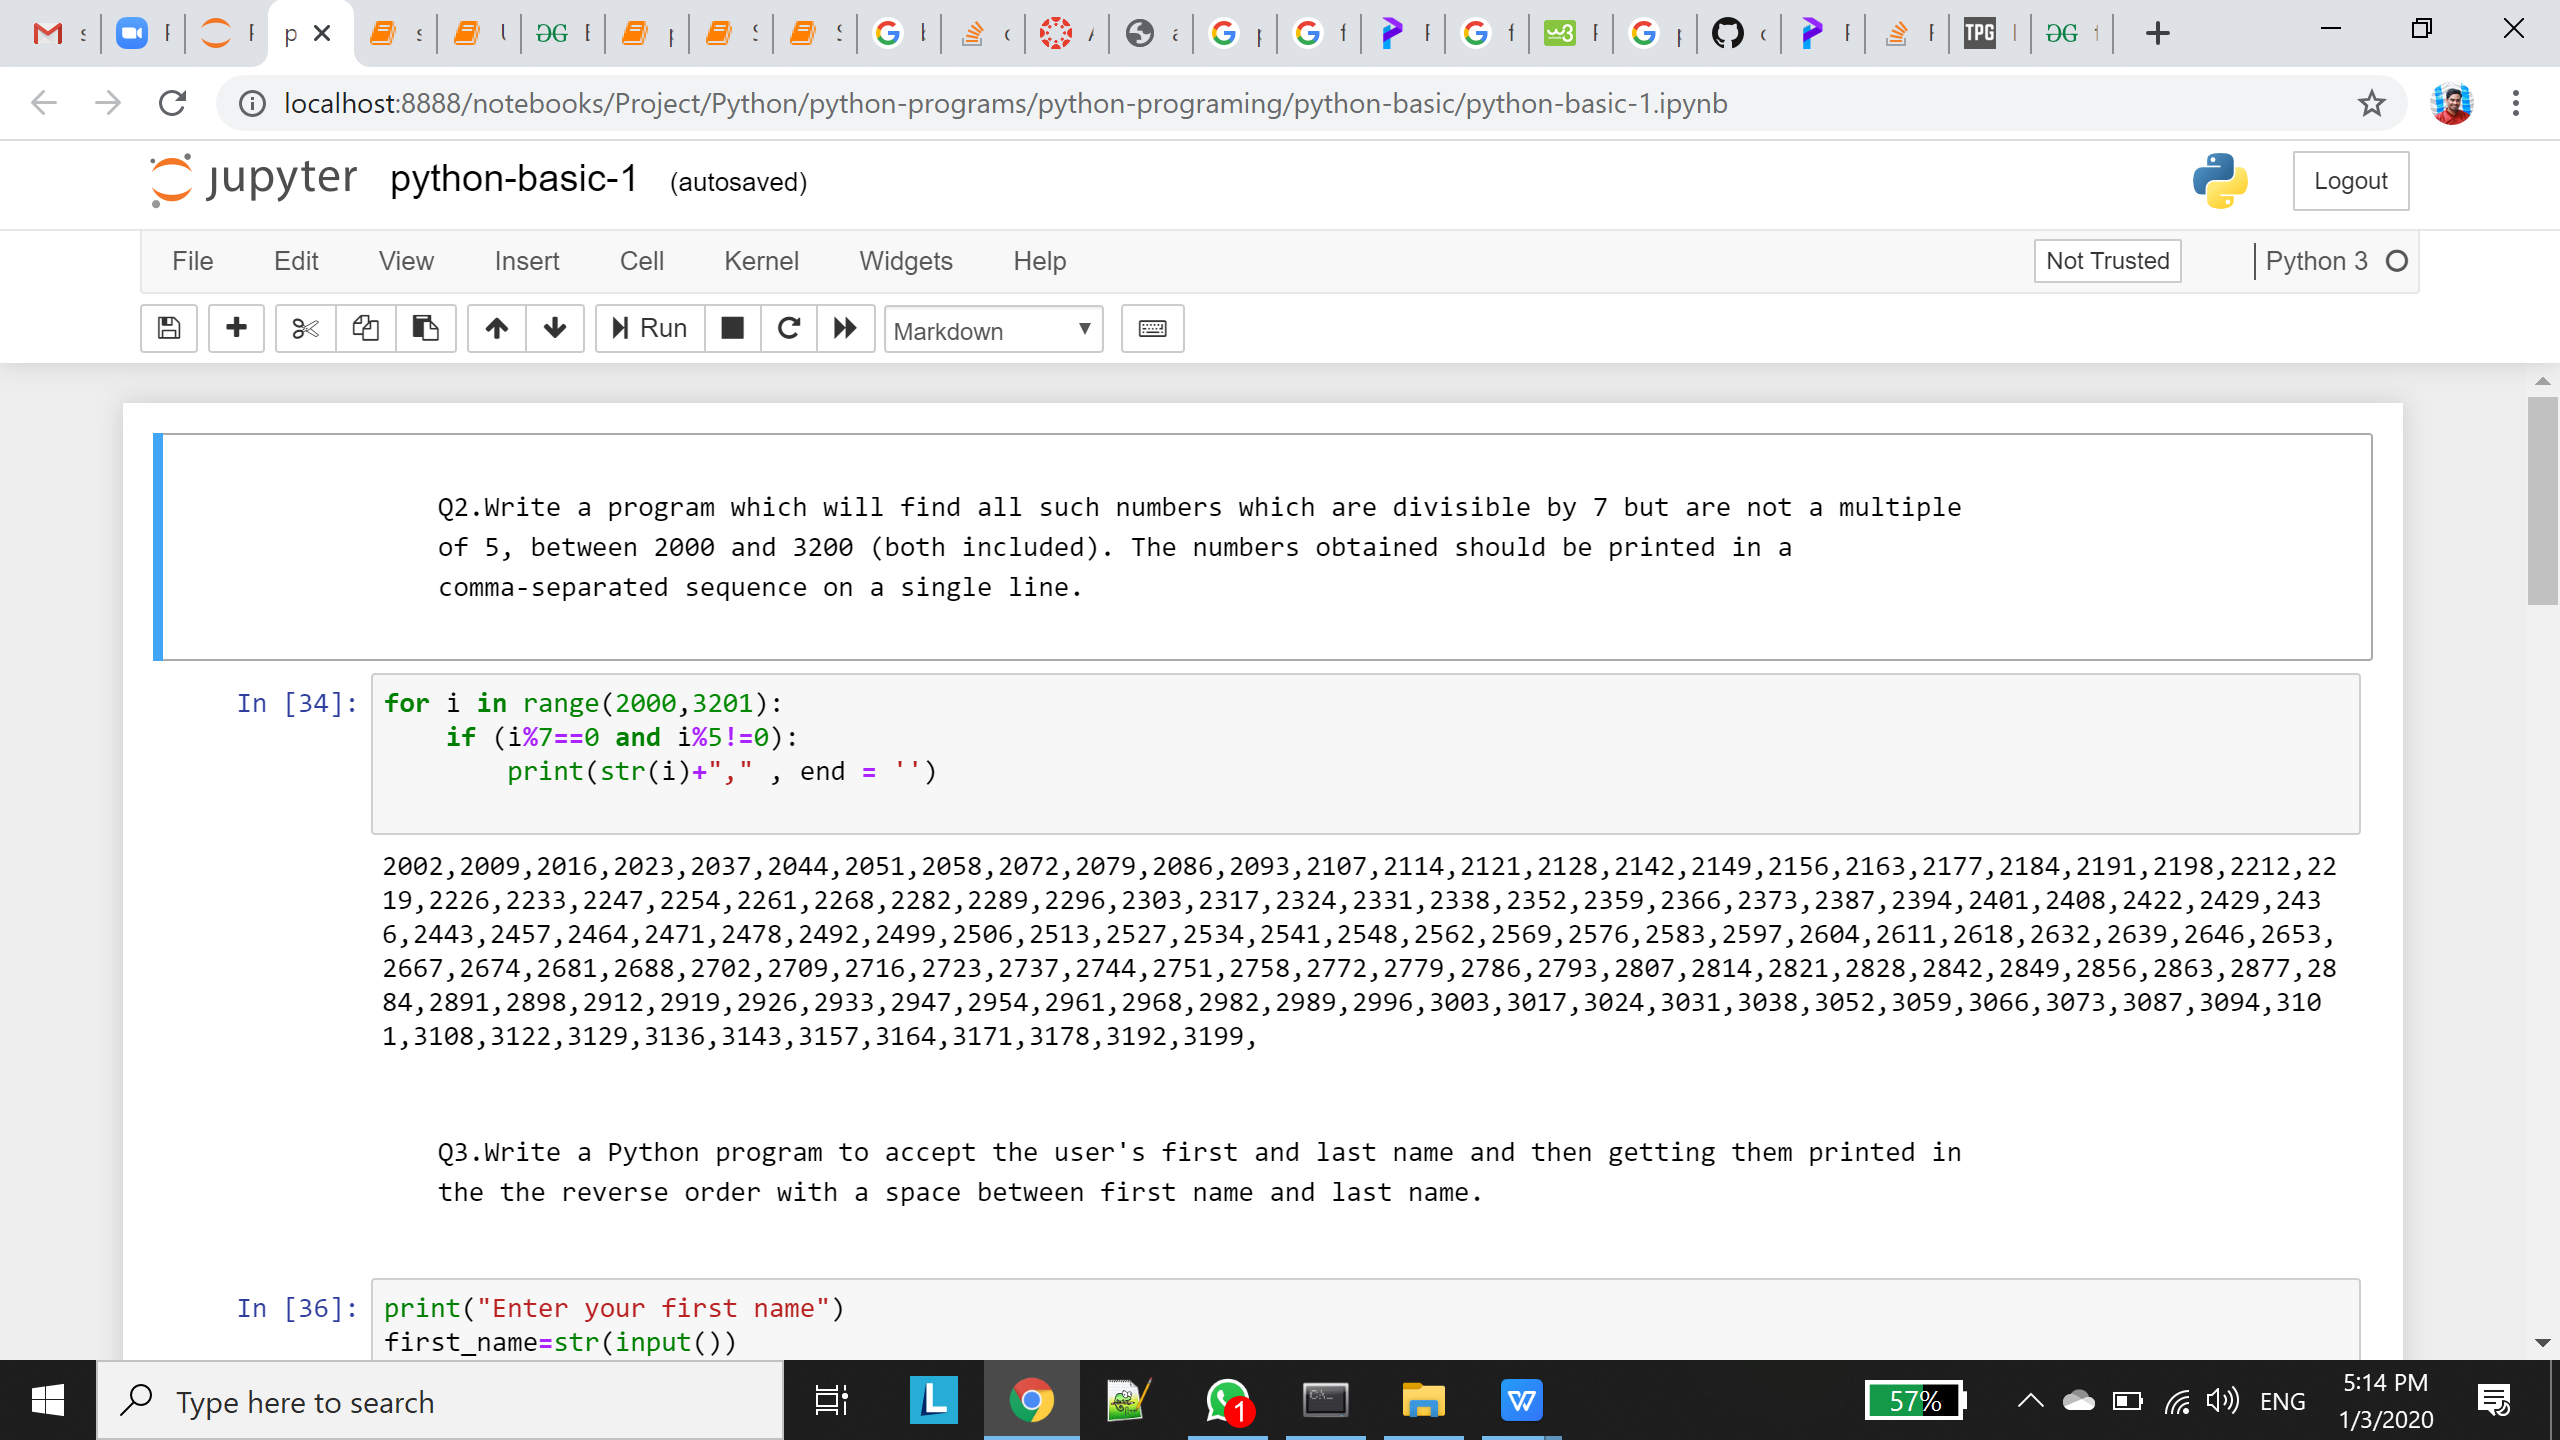 localhost:8888/notebooks/Project/Python/python-programs/python-programing/python-basic/python-basic-1.ipynb
jupyter python-basic-1 (autosaved)
Logout
File Edit View Insert Cell Kernel Widgets Help
Not Trusted
Python 3
Run
Markdown
Q2.Write a program which will find all such numbers which are divisible by 7 but are not a multiple
of 5, between 2000 and 3200 (both included). The numbers obtained should be printed in a
comma-separated sequence on a single line.
In [34]: for i in range(2000,3201):
    if (i%7==0 and i%5!=0):
        print(str(i)+"," , end = '')
2002,2009,2016,2023,2037,2044,2051,2058,2072,2079,2086,2093,2107,2114,2121,2128,2142,2149,2156,2163,2177,2184,2191,2198,2212,22
19,2226,2233,2247,2254,2261,2268,2282,2289,2296,2303,2317,2324,2331,2338,2352,2359,2366,2373,2387,2394,2401,2408,2422,2429,243
6,2443,2457,2464,2471,2478,2492,2499,2506,2513,2527,2534,2541,2548,2562,2569,2576,2583,2597,2604,2611,2618,2632,2639,2646,2653,
2667,2674,2681,2688,2702,2709,2716,2723,2737,2744,2751,2758,2772,2779,2786,2793,2807,2814,2821,2828,2842,2849,2856,2863,2877,28
84,2891,2898,2912,2919,2926,2933,2947,2954,2961,2968,2982,2989,2996,3003,3017,3024,3031,3038,3052,3059,3066,3073,3087,3094,310
1,3108,3122,3129,3136,3143,3157,3164,3171,3178,3192,3199,
Q3.Write a Python program to accept the user's first and last name and then getting them printed in
the the reverse order with a space between first name and last name.
In [36]: print("Enter your first name")
first_name=str(input())
Type here to search
57%
ENG
5:14 PM
1/3/2020